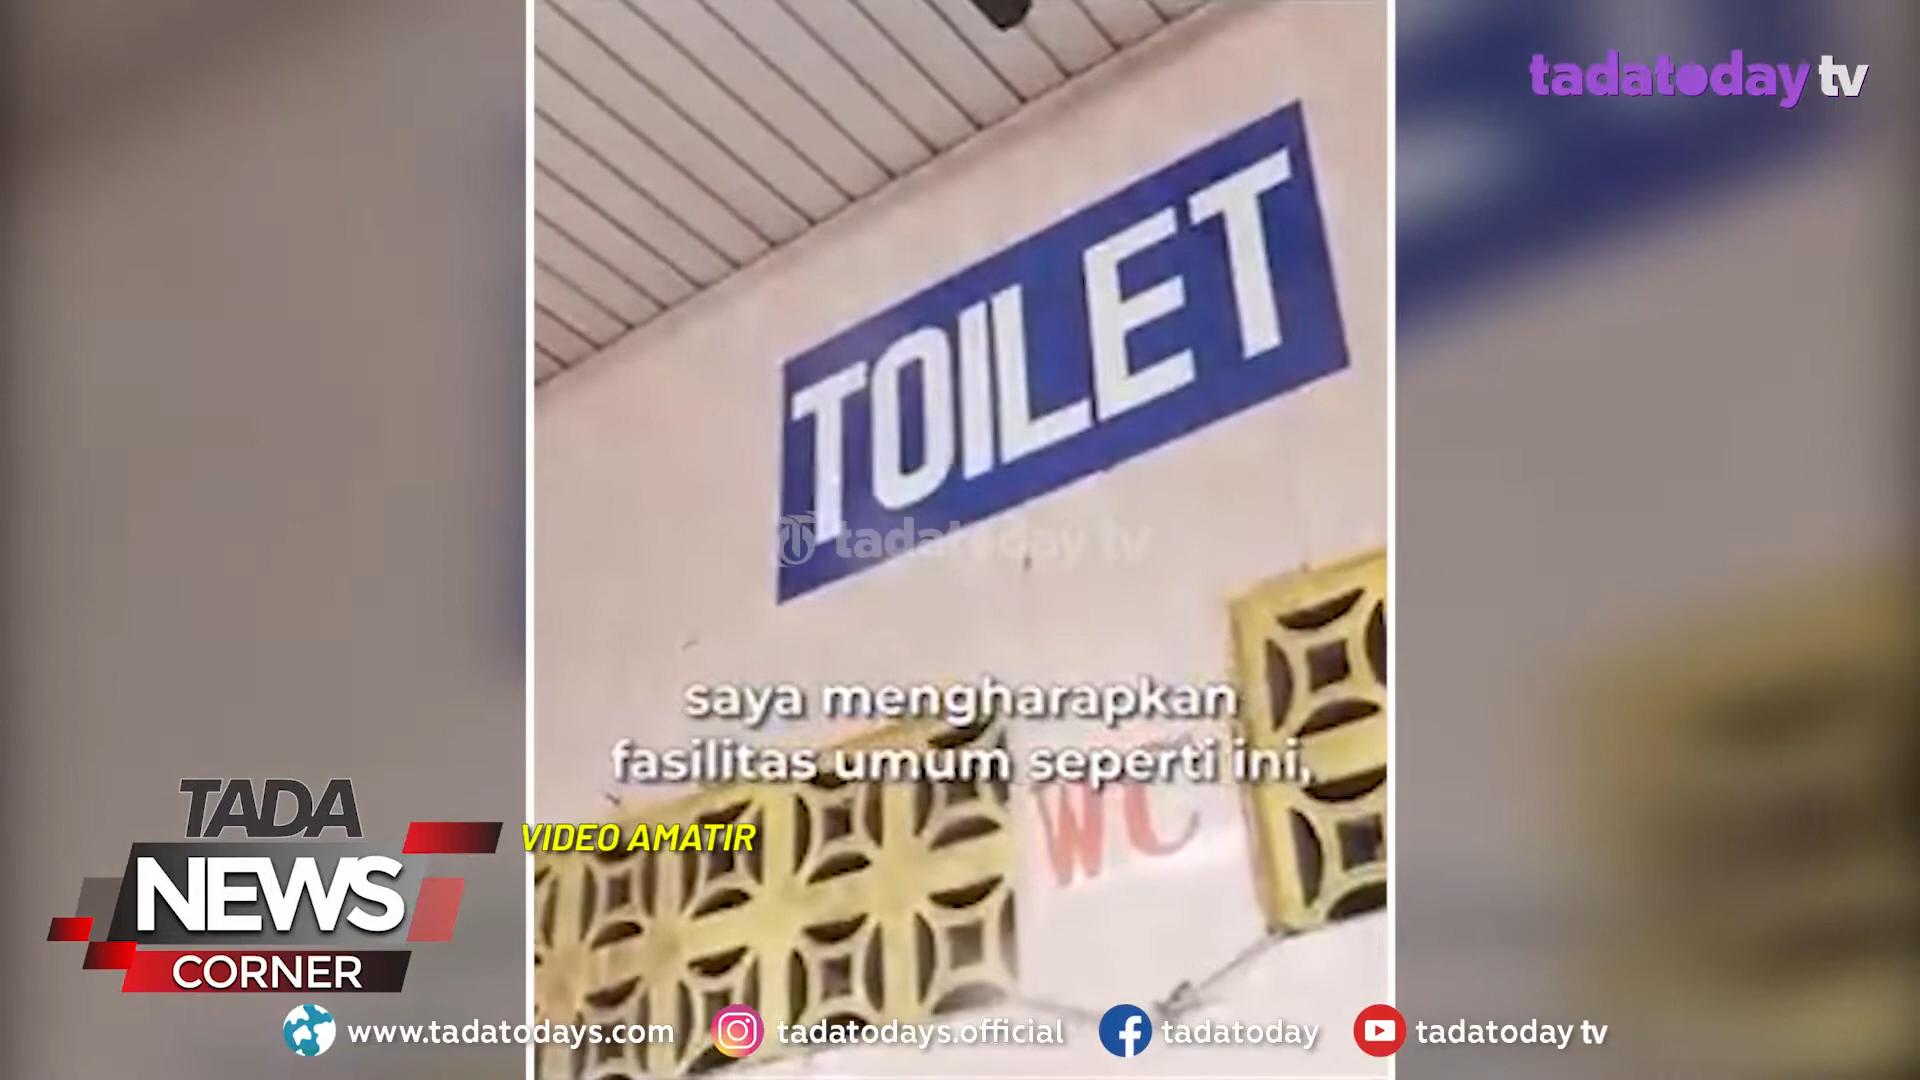 tadatoday tv
TOILET
tadatoday tv
saya mengharapkan
fasilitas umum seperti ini,
WC
VIDEO AMATIR
TADA
NEWS
CORNER
www.tadatodays.com
tadatodays.official
tadatoday
tadatoday tv